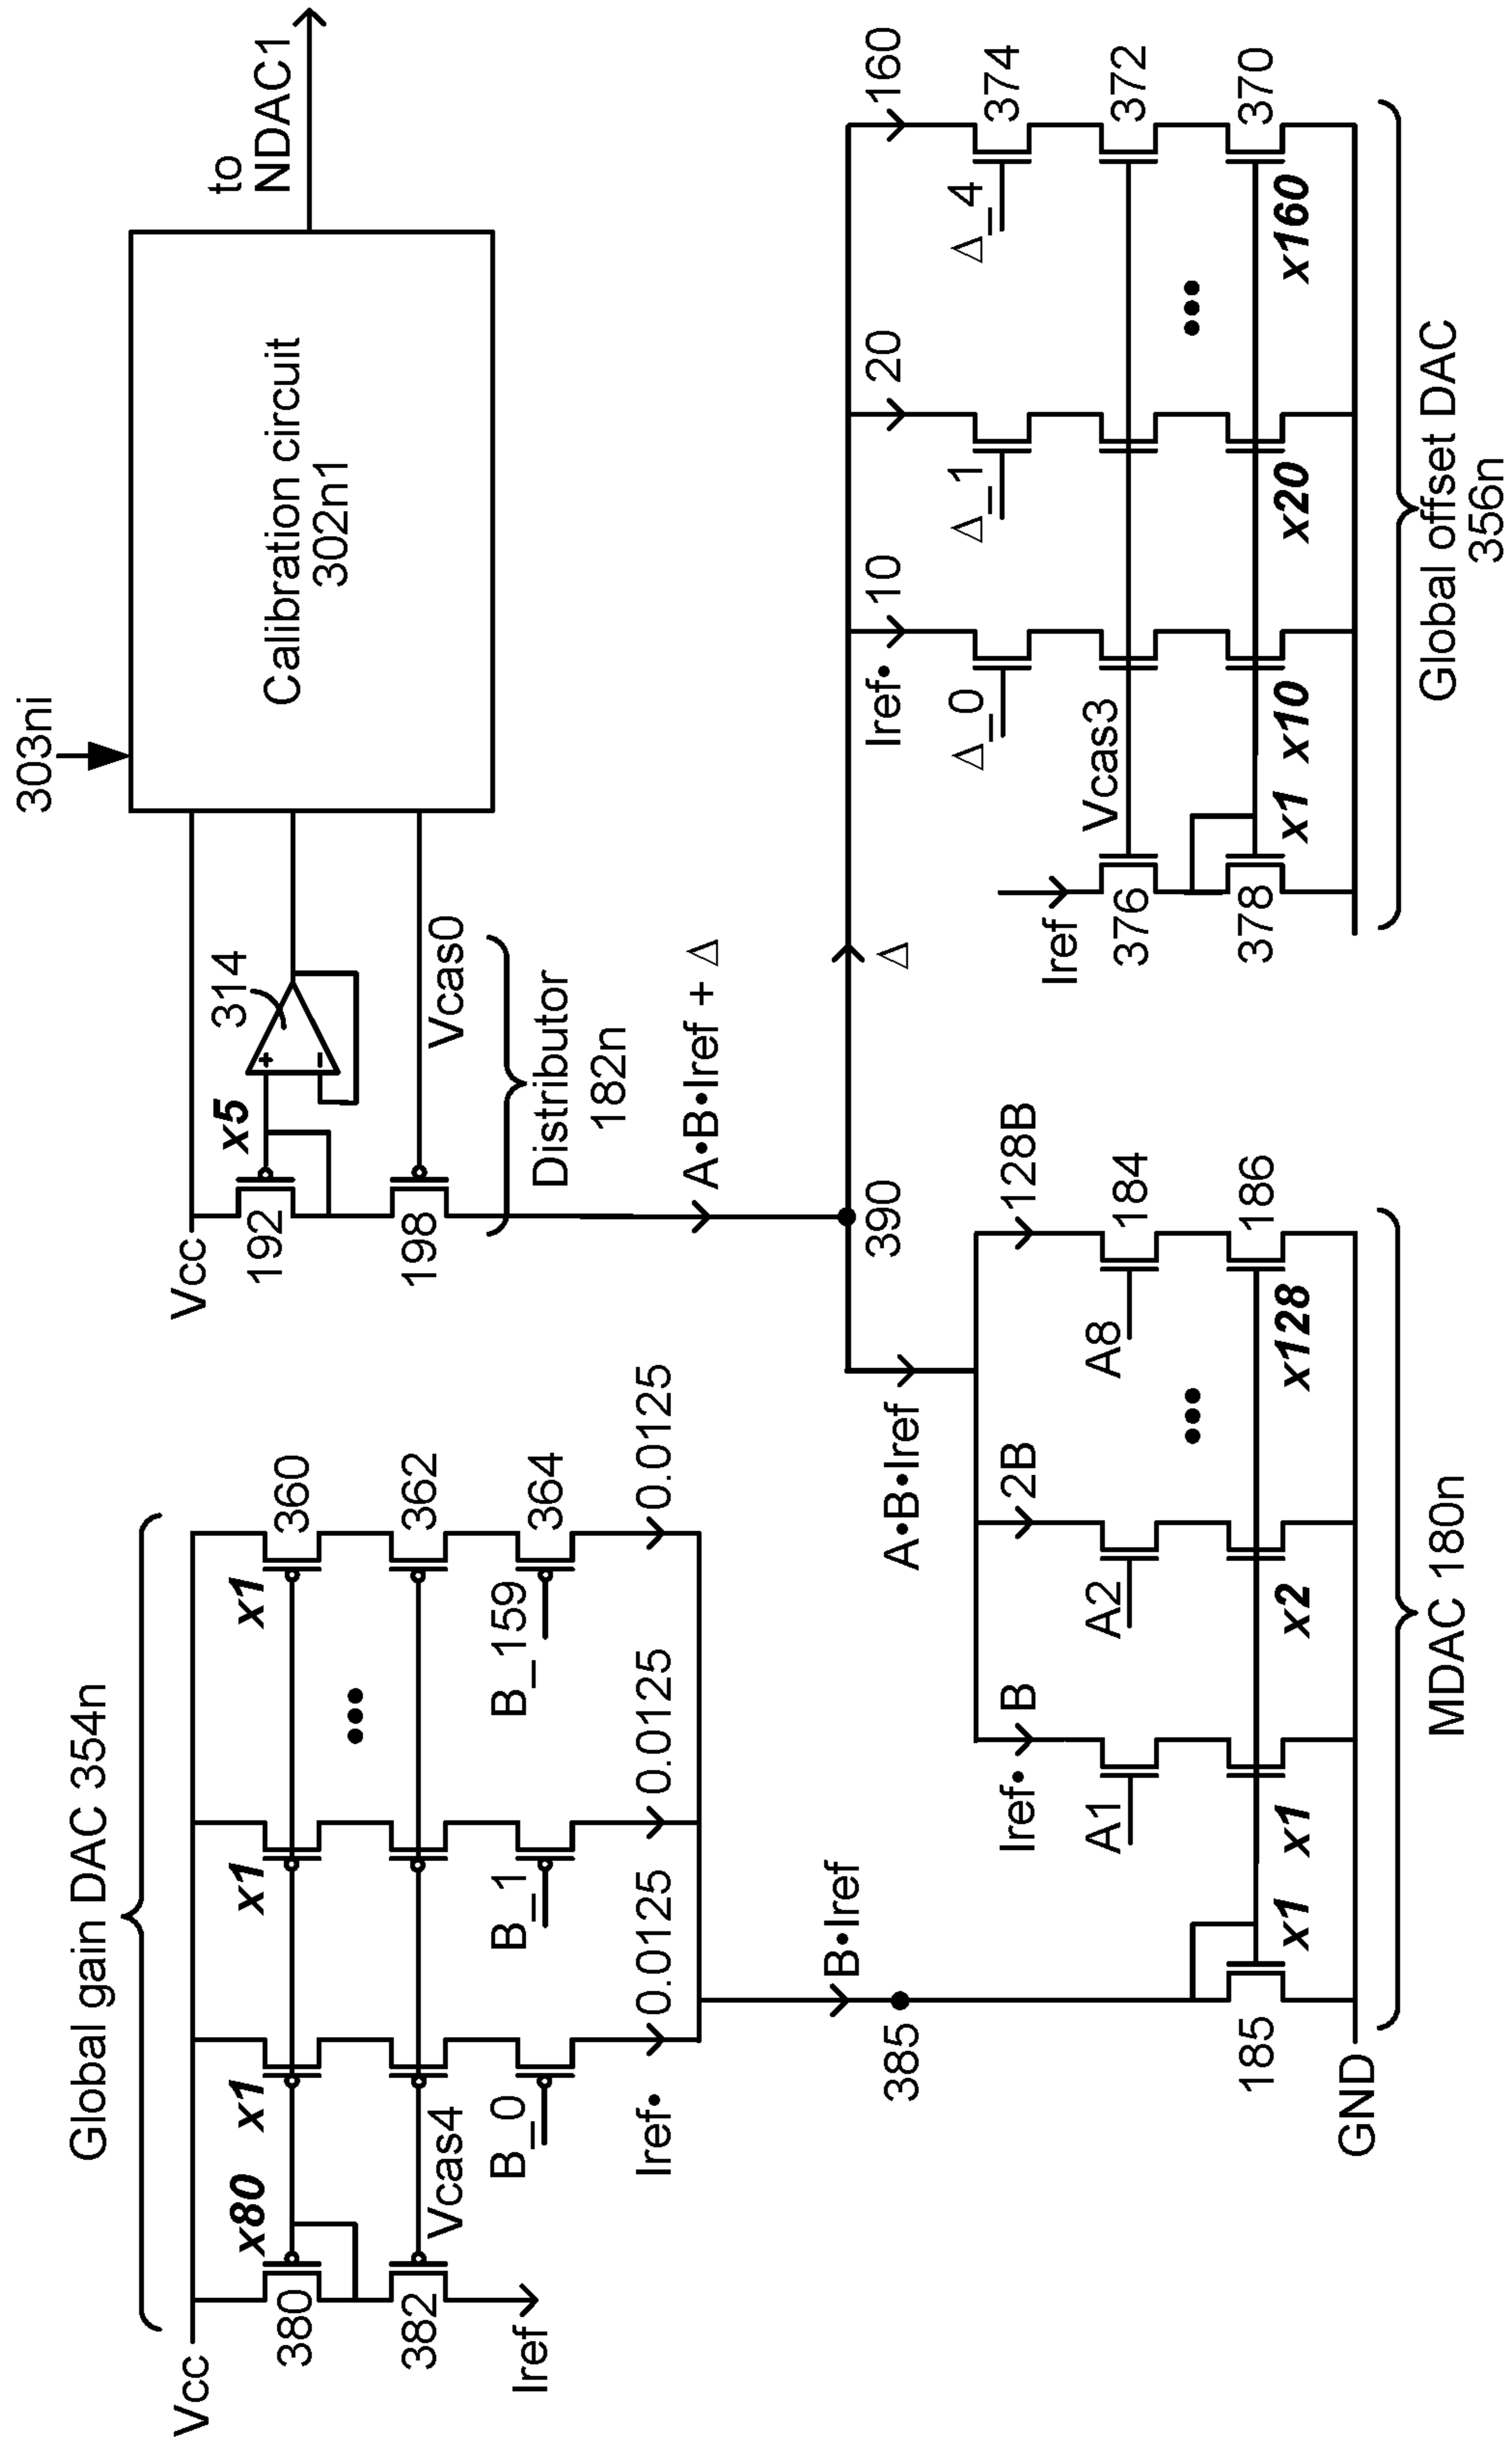 Global gain DAC 354n
Vcc
380
x80
x1
x1
x1
360
382
Vcas4
362
Iref
B_0
B_1
B_159
364
Iref•
0.0125
0.0125
0.0125
B•Iref
385
303ni
Calibration circuit
302n1
to
NDAC1
Vcc
192
x5
314
+
−
198
Vcas0
Distributor
182n
A•B•Iref + △
390
△
A•B•Iref
Iref•
B
2B
128B
A1
A2
A8
184
185
x1
x1
x2
x128
186
GND
MDAC 180n
Iref•
10
20
160
△_0
△_1
△_4
374
Iref
376
Vcas3
372
378
x1
x10
x20
x160
370
Global offset DAC
356n